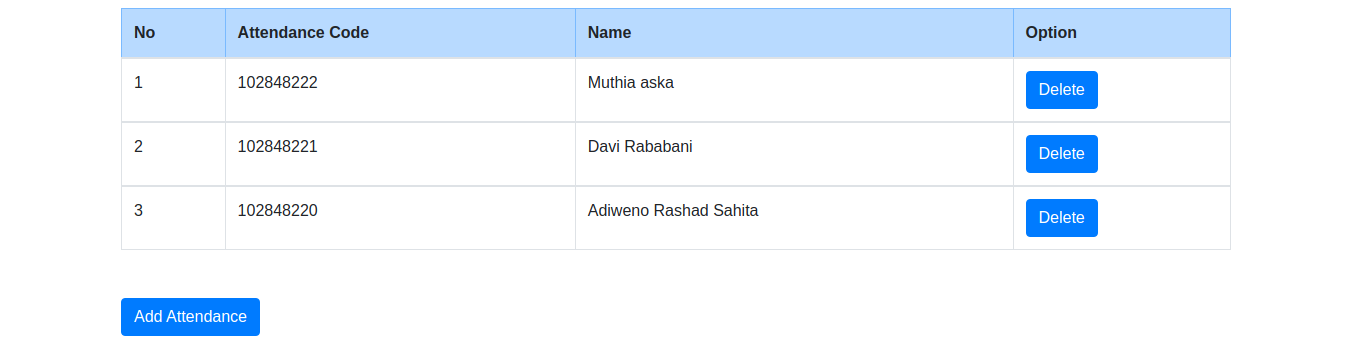 No Attendance Code Name Option
1 102848222 Muthia aska Delete
2 102848221 Davi Rababani Delete
3 102848220 Adiweno Rashad Sahita Delete
Add Attendance